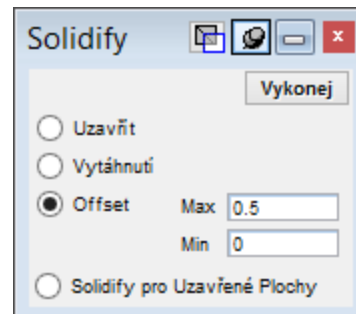 Solidify
Vykonej
Uzavřít
Vytáhnutí
Offset Max 0.5
Min 0
Solidify pro Uzavřené Plochy